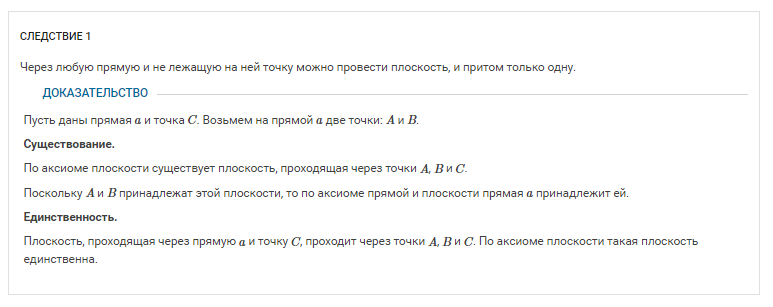 СЛЕДСТВИЕ 1
Через любую прямую и не лежащую на ней точку можно провести плоскость, и притом только одну.
ДОКАЗАТЕЛЬСТВО
Пусть даны прямая a и точка C. Возьмем на прямой a две точки: A и B.
Существование.
По аксиоме плоскости существует плоскость, проходящая через точки A, B и C.
Поскольку A и B принадлежат этой плоскости, то по аксиоме прямой и плоскости прямая a принадлежит ей.
Единственность.
Плоскость, проходящая через прямую a и точку C, проходит через точки A, B и C. По аксиоме плоскости такая плоскость
единственна.